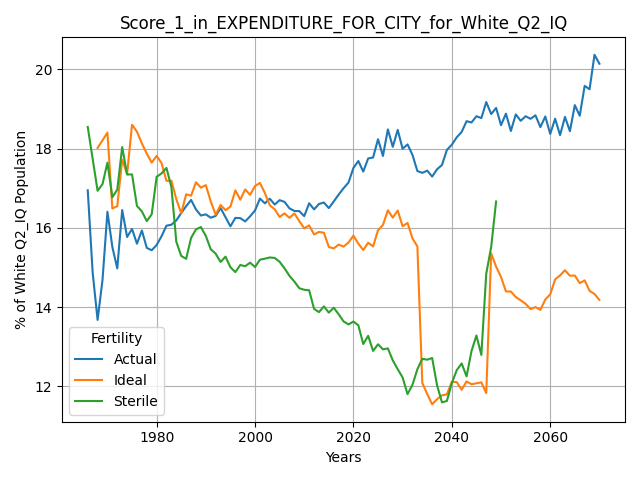 Score_1_in_EXPENDITURE_FOR_CITY_for_White_Q2_IQ
% of White Q2_IQ Population
20
18
16
14
12
Fertility
Actual
Ideal
Sterile
1980 2000 2020 2040 2060
Years